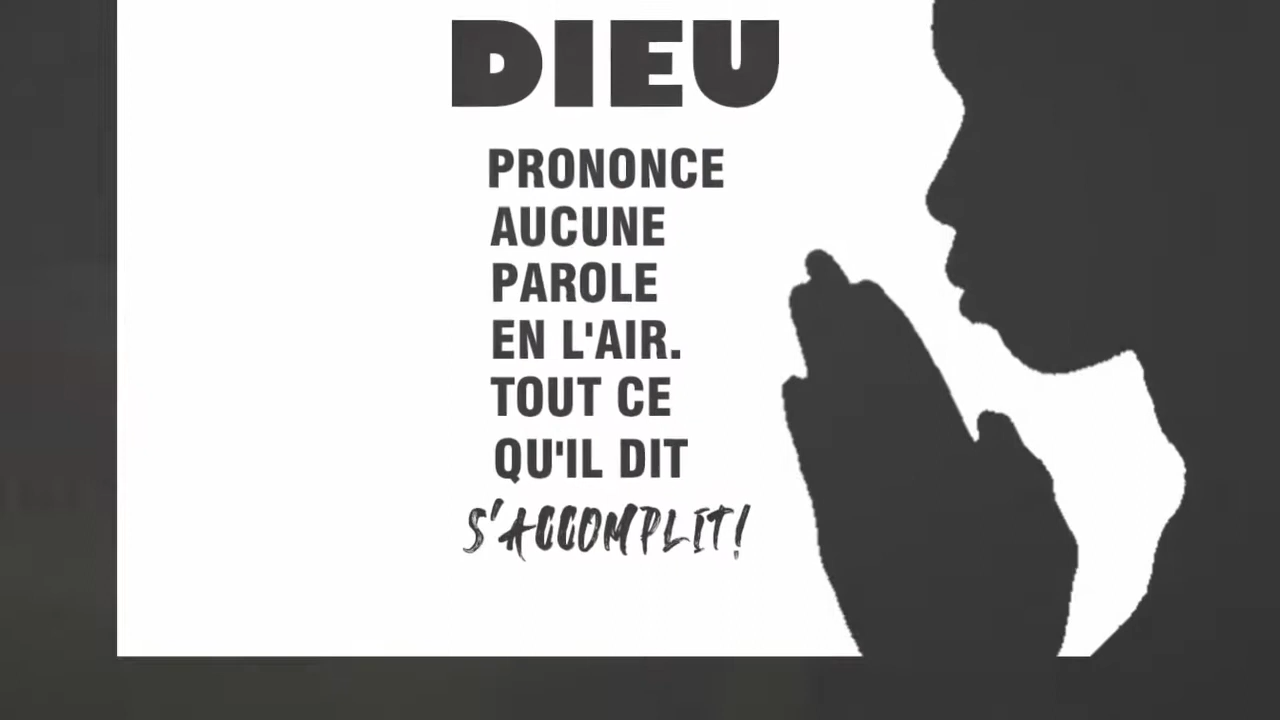 DIEU
PRONONCE
AUCUNE
PAROLE
EN L'AIR.
TOUT CE
QU'IL DIT
S'ACCOMPLIT!